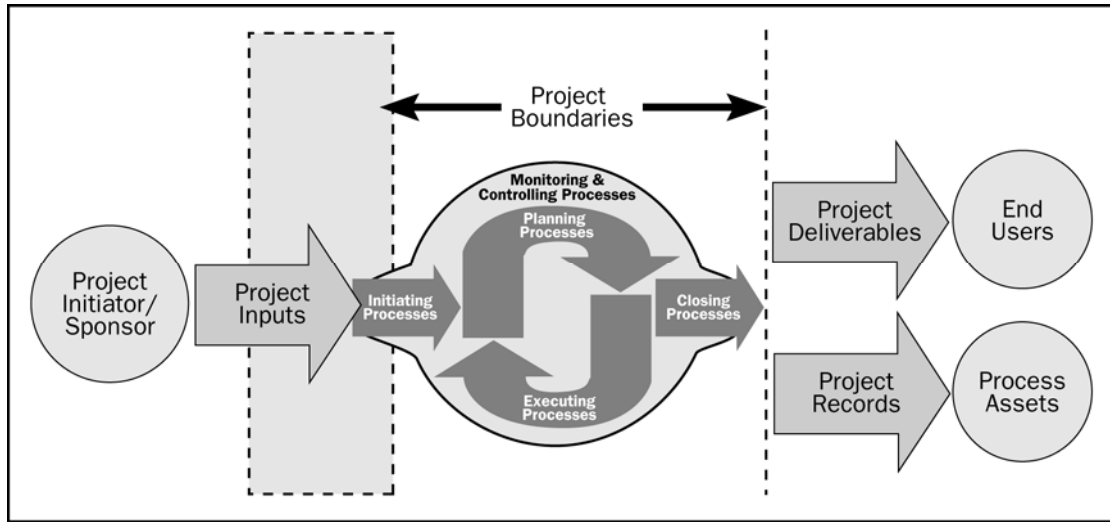 Project
Boundaries
Monitoring &
Controlling Processes
Planning
Processes
Project
Initiator/
Sponsor
Project
Inputs
Initiating
Processes
Closing
Processes
Executing
Processes
Project
Deliverables
End
Users
Project
Records
Process
Assets